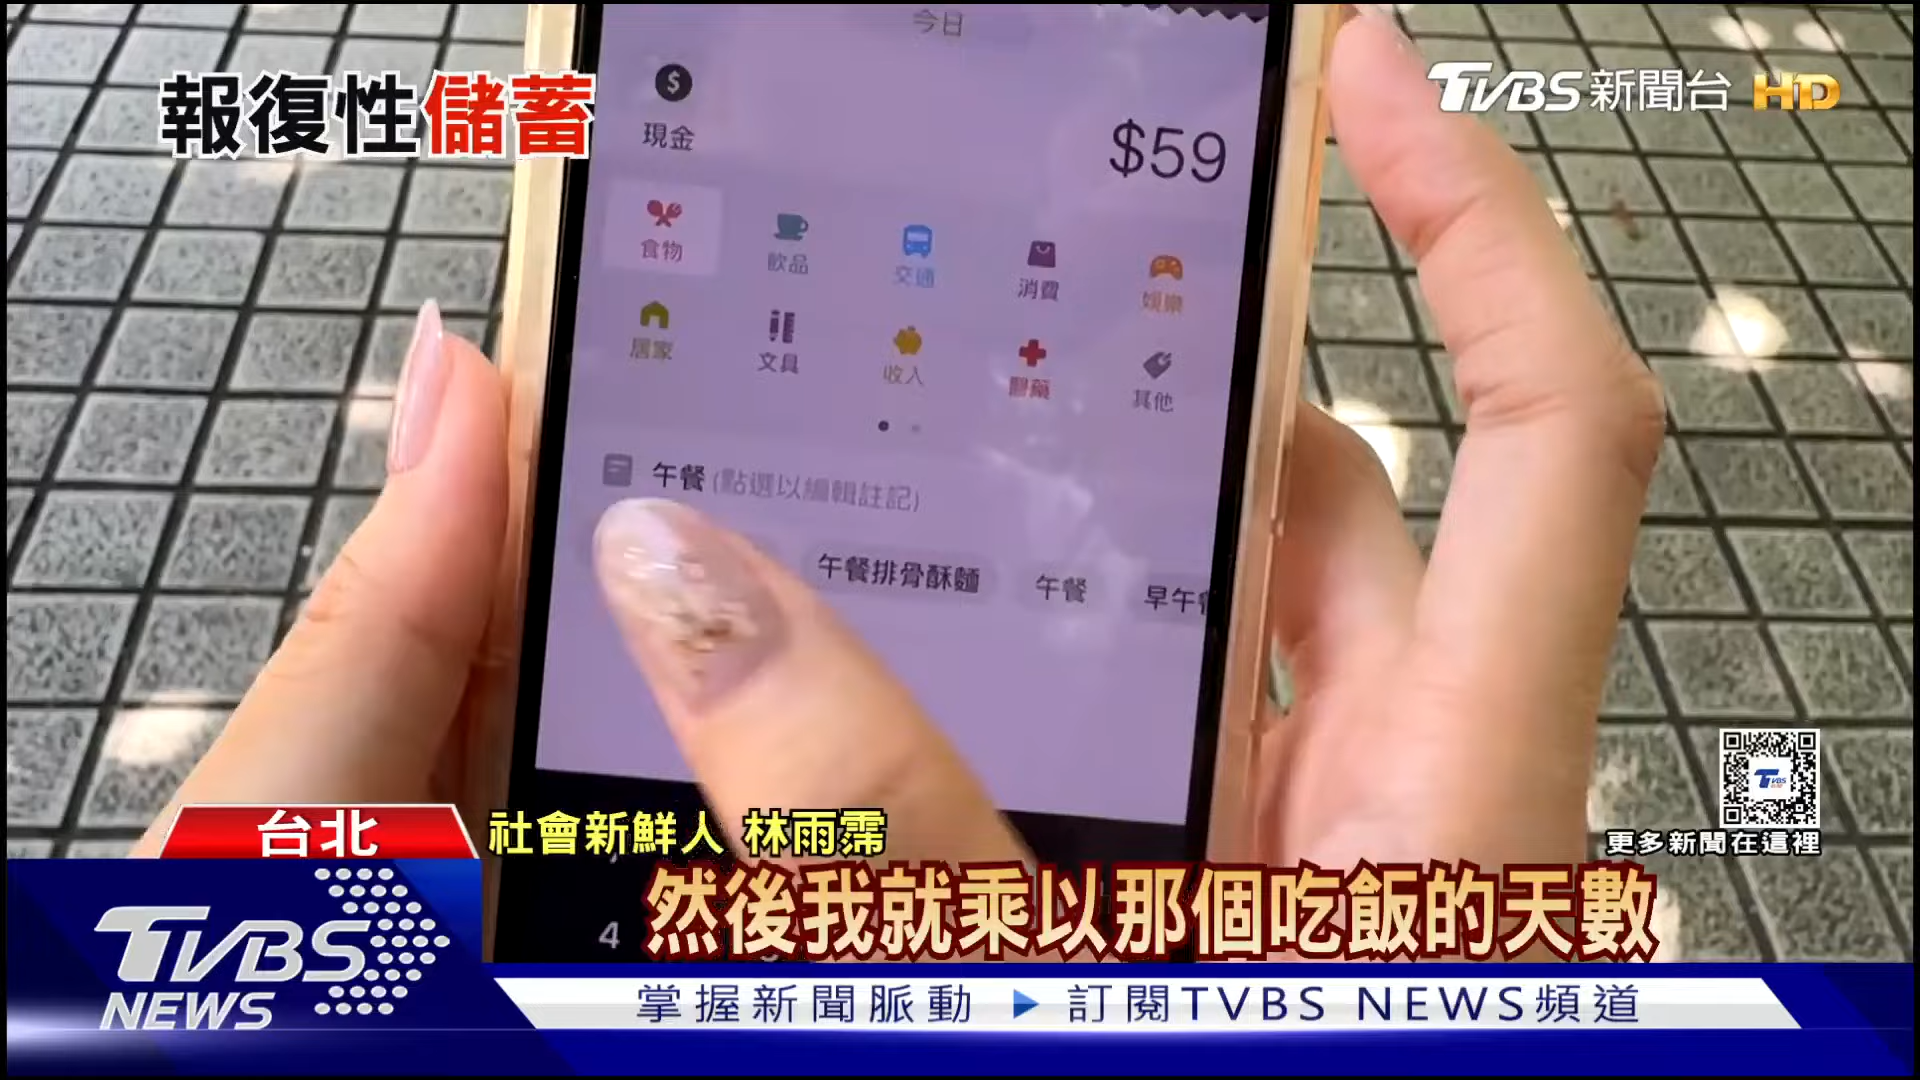 今日
報復性儲蓄
TVBS新聞台 HD
現金
$59
食物 飲品 交通 消費 娛樂
居家 文具 收入 醫藥 其他
午餐 (點選以編輯註記)
午餐排骨酥麵 午餐 早午
更多新聞在這裡
台北 社會新鮮人 林雨霈
4
然後我就乘以那個吃飯的天數
TVBS NEWS
掌握新聞脈動 ▶ 訂閱TVBS NEWS頻道